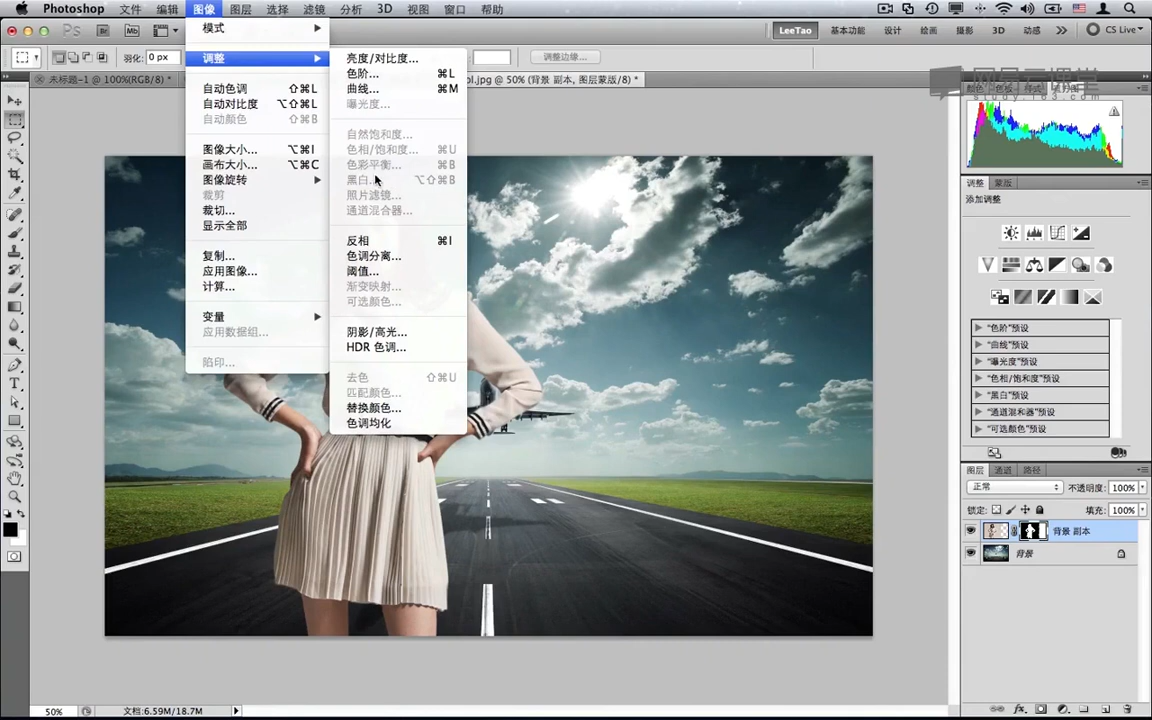 Photoshop 文件 编辑 图像 图层 选择 滤镜 分析 3D 视图 窗口 帮助
Ps Br Mb LeeTao 基本功能 设计 绘画 摄影 3D 动感 CS Live
羽化: 0 px 调整边缘...
未标题-1 @ 100%(RGB/8) *
ol.jpg @ 50% (背景 副本, 图层蒙版/8) *
模式
调整
自动色调 ⇧⌘L
自动对比度 ⌥⇧⌘L
自动颜色 ⇧⌘B
图像大小... ⌥⌘I
画布大小... ⌥⌘C
图像旋转
裁剪
裁切...
显示全部
复制...
应用图像...
计算...
变量
应用数据组...
陷印...
亮度/对比度...
色阶... ⌘L
曲线... ⌘M
曝光度...
自然饱和度...
色相/饱和度... ⌘U
色彩平衡... ⌘B
黑白... ⌥⇧⌘B
照片滤镜...
通道混合器...
反相 ⌘I
色调分离...
阈值...
渐变映射...
可选颜色...
阴影/高光...
HDR 色调...
去色 ⇧⌘U
匹配颜色...
替换颜色...
色调均化
网易云课堂
study.163.com
调整 蒙版
添加调整
“色阶”预设
“曲线”预设
“曝光度”预设
“色相/饱和度”预设
“黑白”预设
“通道混和器”预设
“可选颜色”预设
图层 通道 路径
正常 不透明度: 100%
锁定: 填充: 100%
背景 副本
背景
50% 文档:6.59M/18.7M